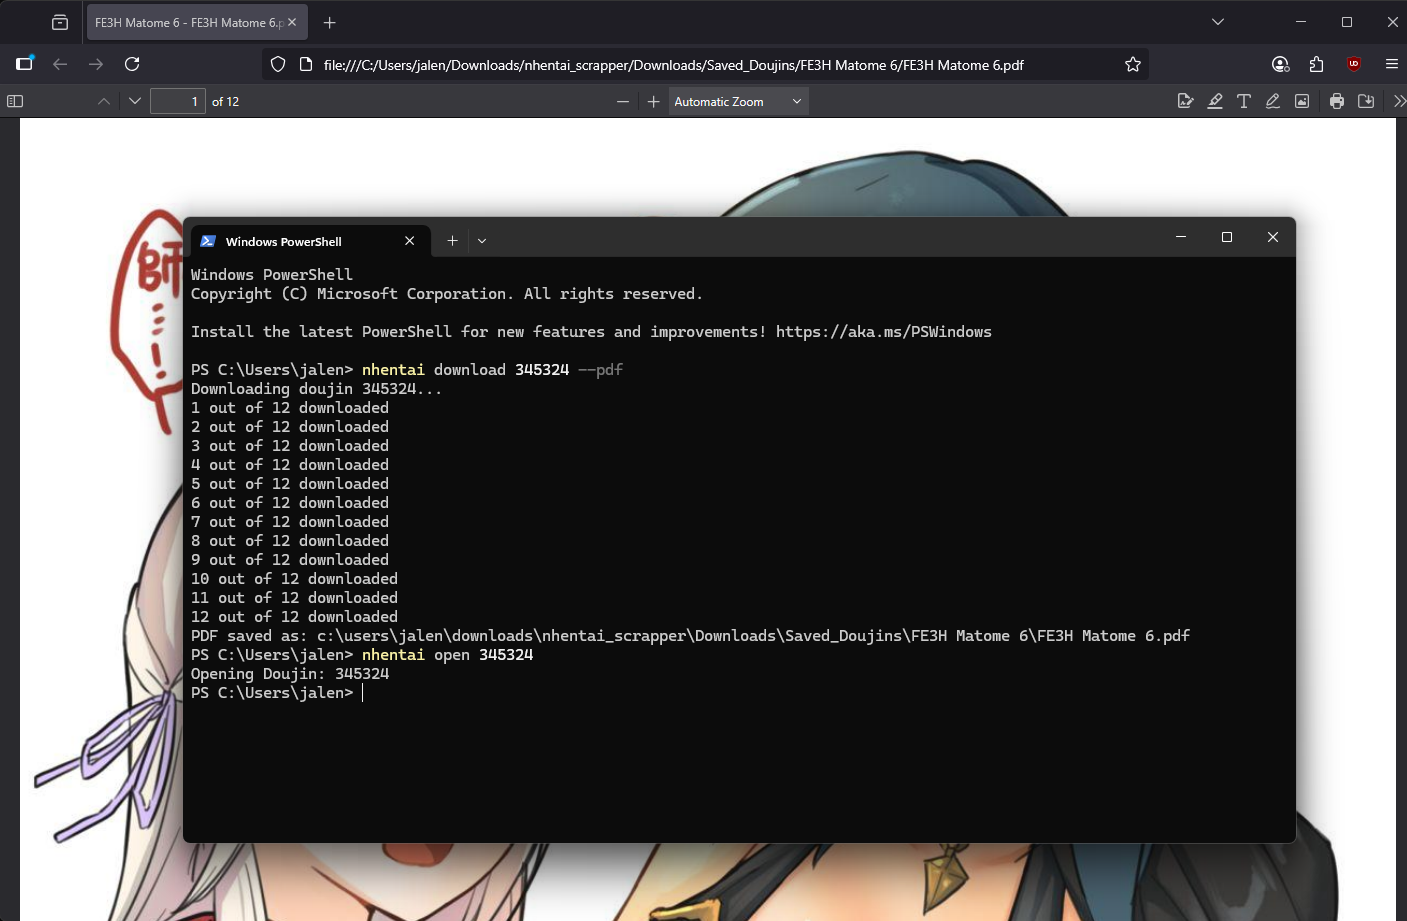 FE3H Matome 6 - FE3H Matome 6.p
file:///C:/Users/jalen/Downloads/nhentai_scrapper/Downloads/Saved_Doujins/FE3H Matome 6/FE3H Matome 6.pdf
1 of 12
Automatic Zoom
師…!
Windows PowerShell
Windows PowerShell
Copyright (C) Microsoft Corporation. All rights reserved.
Install the latest PowerShell for new features and improvements! https://aka.ms/PSWindows
PS C:\Users\jalen> nhentai download 345324 --pdf
Downloading doujin 345324...
1 out of 12 downloaded
2 out of 12 downloaded
3 out of 12 downloaded
4 out of 12 downloaded
5 out of 12 downloaded
6 out of 12 downloaded
7 out of 12 downloaded
8 out of 12 downloaded
9 out of 12 downloaded
10 out of 12 downloaded
11 out of 12 downloaded
12 out of 12 downloaded
PDF saved as: c:\users\jalen\downloads\nhentai_scrapper\Downloads\Saved_Doujins\FE3H Matome 6\FE3H Matome 6.pdf
PS C:\Users\jalen> nhentai open 345324
Opening Doujin: 345324
PS C:\Users\jalen>